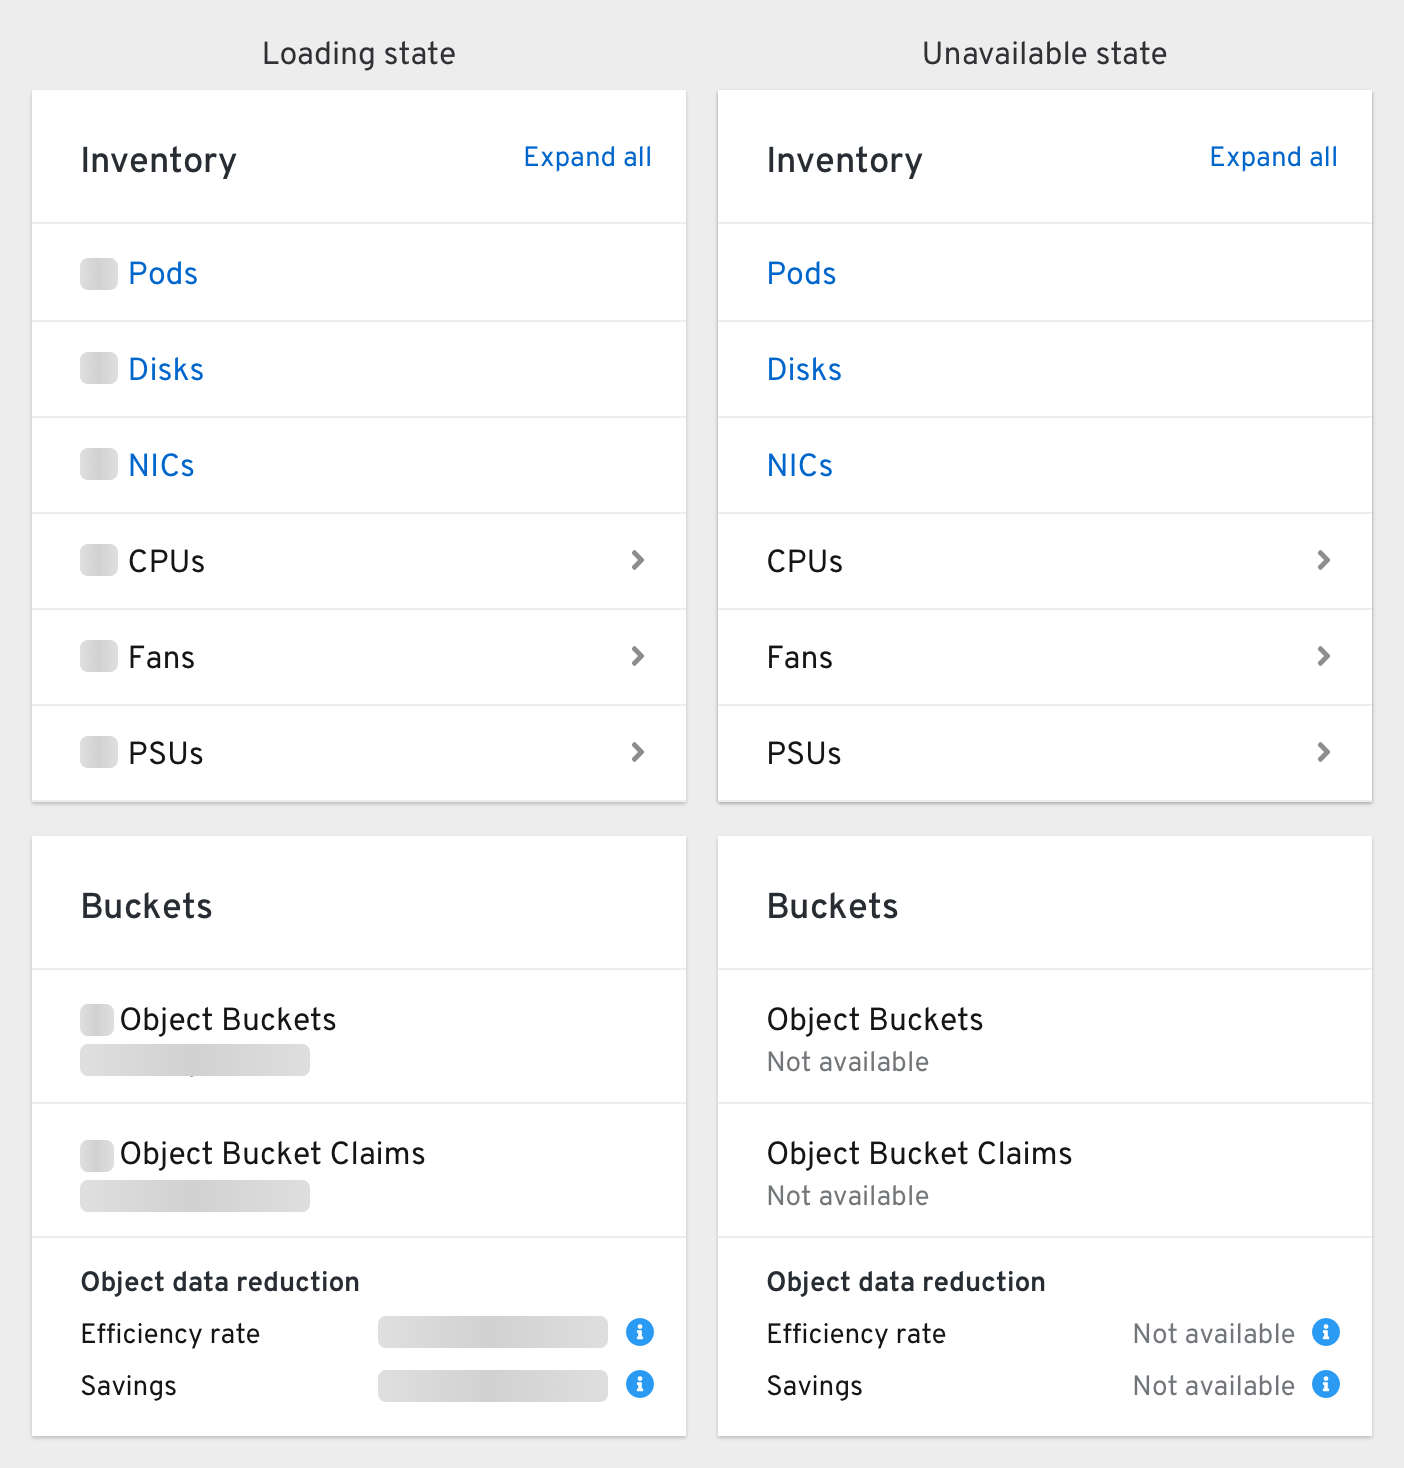 Loading state
Inventory
Expand all
Pods
Disks
NICs
CPUs
Fans
PSUs
Buckets
Object Buckets
Object Bucket Claims
Object data reduction
Efficiency rate
Savings
Unavailable state
Inventory
Expand all
Pods
Disks
NICs
CPUs
Fans
PSUs
Buckets
Object Buckets
Not available
Object Bucket Claims
Not available
Object data reduction
Efficiency rate Not available
Savings Not available